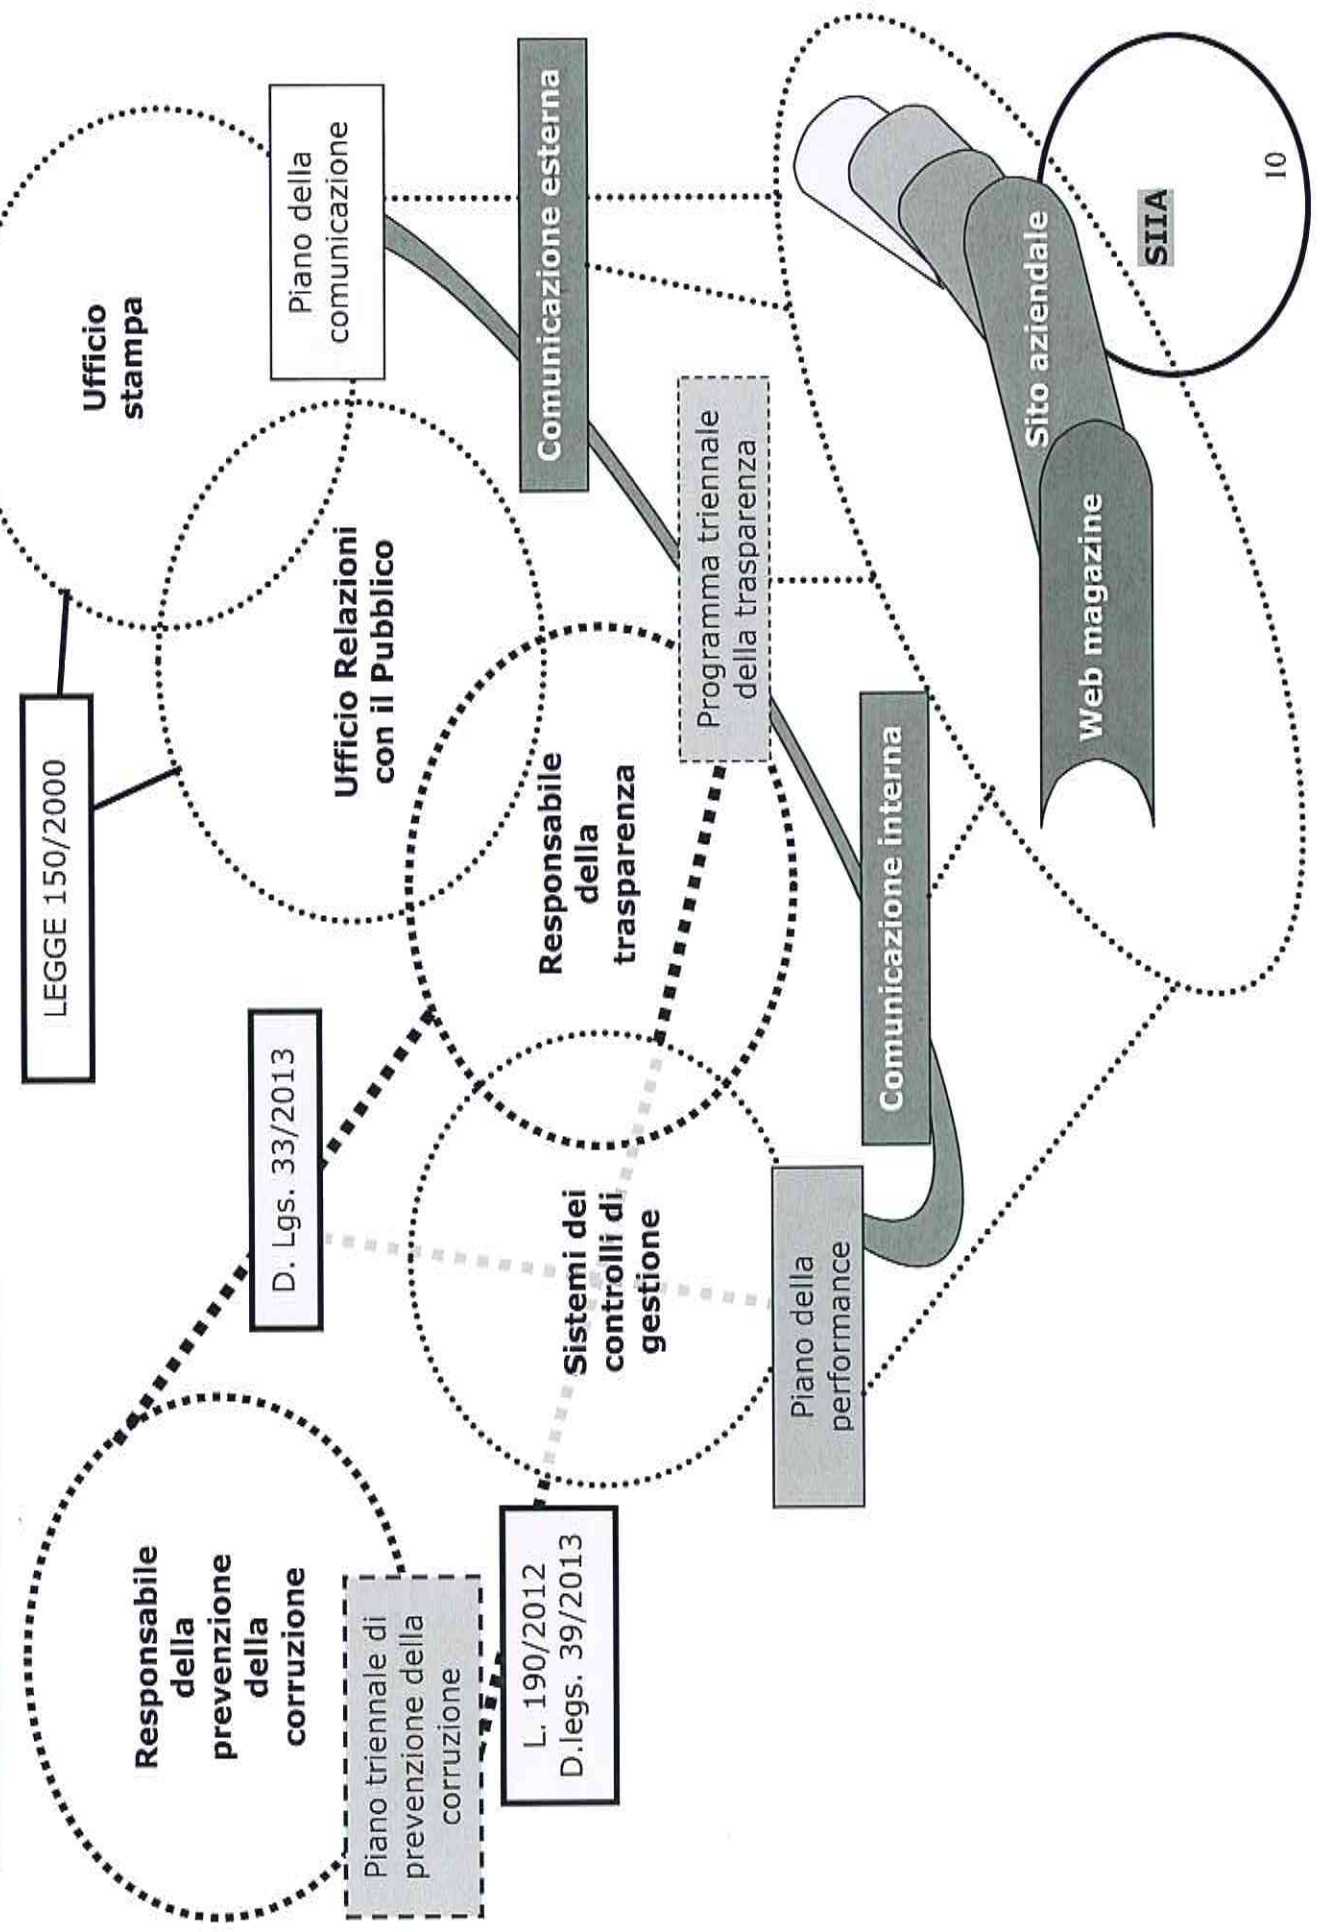 LEGGE 150/2000
Ufficio
stampa
Piano della
comunicazione
Ufficio Relazioni
con il Pubblico
D. Lgs. 33/2013
Responsabile
della
prevenzione
della
corruzione
Piano triennale di
prevenzione della
corruzione
L. 190/2012
D.legs. 39/2013
Sistemi dei
controlli di
gestione
Responsabile
della
trasparenza
Comunicazione esterna
Programma triennale
della trasparenza
Piano della
performance
Comunicazione interna
Sito aziendale
Web magazine
SIIA
10